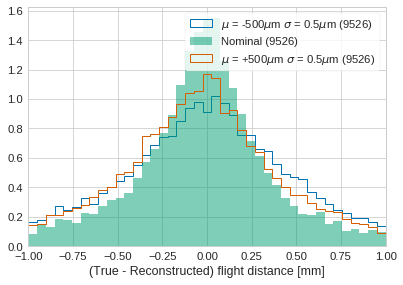 μ = -500μm σ = 0.5μm (9526)
Nominal (9526)
μ = +500μm σ = 0.5μm (9526)
1.6
1.4
1.2
1.0
0.8
0.6
0.4
0.2
0.0
−1.00 −0.75 −0.50 −0.25 0.00 0.25 0.50 0.75 1.00
(True - Reconstructed) flight distance [mm]